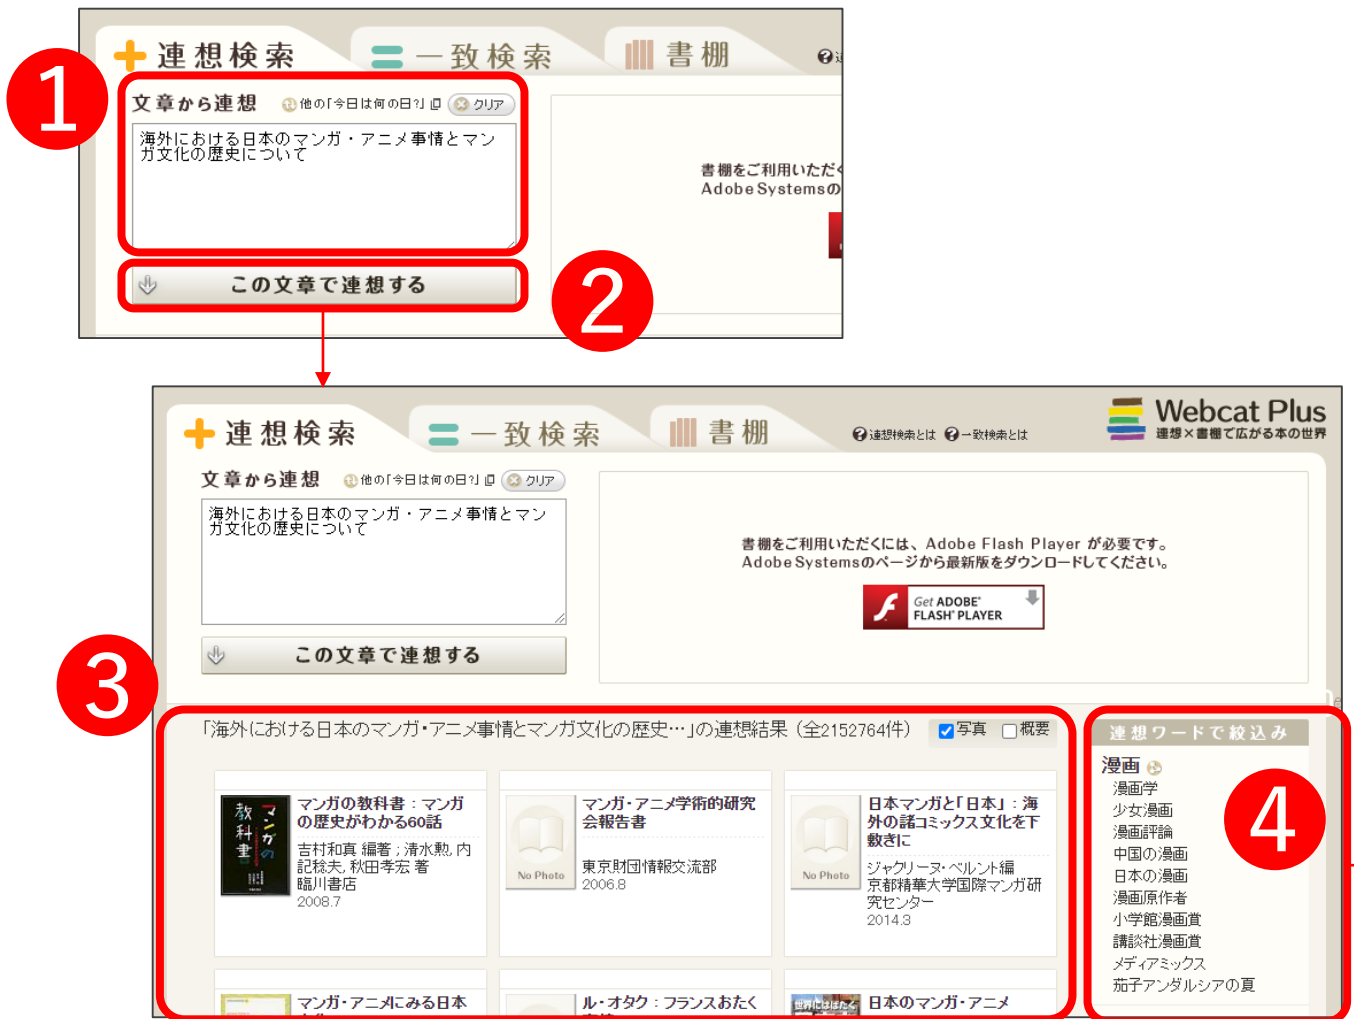 1
連想検索
一致検索
書棚
文章から連想
他の「今日は何の日?」
クリア
海外における日本のマンガ・アニメ事情とマン
ガ文化の歴史について
書棚をご利用いただく
Adobe Systemsの
この文章で連想する
2
連想検索
一致検索
書棚
連想検索とは
一致検索とは
Webcat Plus
連想×書棚で広がる本の世界
文章から連想
他の「今日は何の日?」
クリア
海外における日本のマンガ・アニメ事情とマン
ガ文化の歴史について
書棚をご利用いただくには、Adobe Flash Player が必要です。
Adobe Systemsのページから最新版をダウンロードしてください。
Get ADOBE®
FLASH® PLAYER
この文章で連想する
3
「海外における日本のマンガ・アニメ事情とマンガ文化の歴史…」の連想結果（全2152764件）
写真
概要
マンガの教科書
マンガの教科書：マンガ
の歴史がわかる60話
吉村和真 編著；清水勲, 内
記稔夫, 秋田孝宏 著
臨川書店
2008.7
No Photo
マンガ・アニメ学術的研究
会報告書
東京財団情報交流部
2006.8
No Photo
日本マンガと「日本」：海
外の諸コミックス文化を下
敷きに
ジャクリーヌ・ベルント編
京都精華大学国際マンガ研
究センター
2014.3
マンガ・アニメにみる日本
ル・オタク：フランスおたく
世界にはばたく
日本のマンガ・アニメ
連想ワードで絞込み
漫画
漫画学
少女漫画
漫画評論
中国の漫画
日本の漫画
漫画原作者
小学館漫画賞
講談社漫画賞
メディアミックス
茄子アンダルシアの夏
4